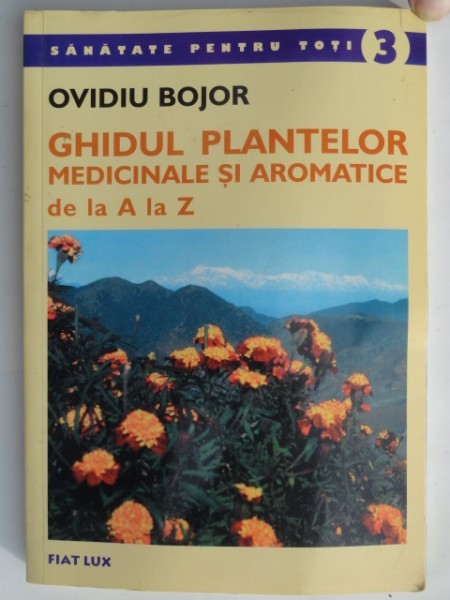 SĂNĂTATE PENTRU TOȚI 3
OVIDIU BOJOR
GHIDUL PLANTELOR
MEDICINALE ȘI AROMATICE
de la A la Z
FIAT LUX